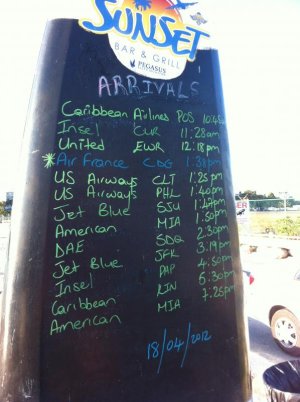 SUNSET
BAR & GRILL
PEGASUS
ARRIVALS
Caribbean Airlines POS 10:45a
Insel CUR 11:28am
United EWR 12:18pm
*Air France CDG 1:38pm
US Airways CLT 1:25pm
US Airways PHL 1:40pm
Jet Blue SJU 1:47pm
American MIA 1:50pm
DAE SDQ 2:30pm
Jet Blue JFK 3:19pm
Insel PAP 4:50pm
Caribbean KIN 6:30pm
American MIA 7:25pm
18/04/2012